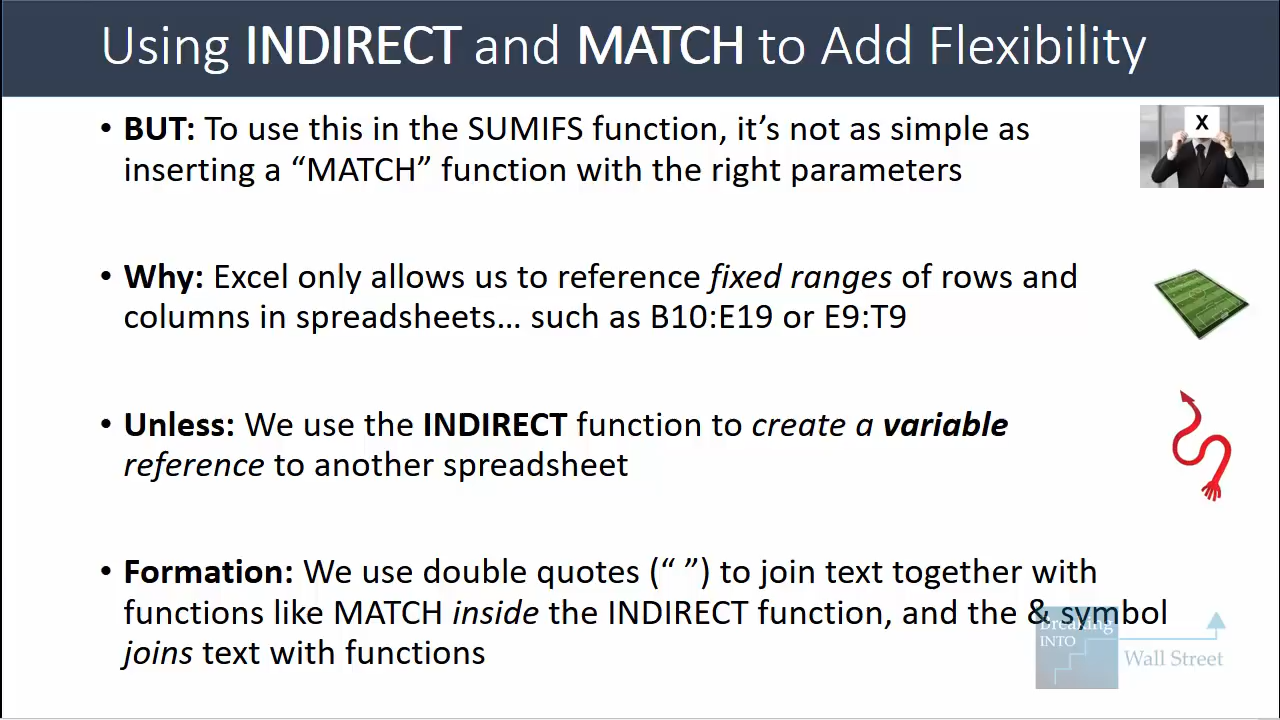 Using INDIRECT and MATCH to Add Flexibility
• BUT: To use this in the SUMIFS function, it’s not as simple as
inserting a “MATCH” function with the right parameters
X
• Why: Excel only allows us to reference fixed ranges of rows and
columns in spreadsheets… such as B10:E19 or E9:T9
• Unless: We use the INDIRECT function to create a variable
reference to another spreadsheet
• Formation: We use double quotes (“ ”) to join text together with
functions like MATCH inside the INDIRECT function, and the & symbol
joins text with functions
Breaking
INTO
Wall Street